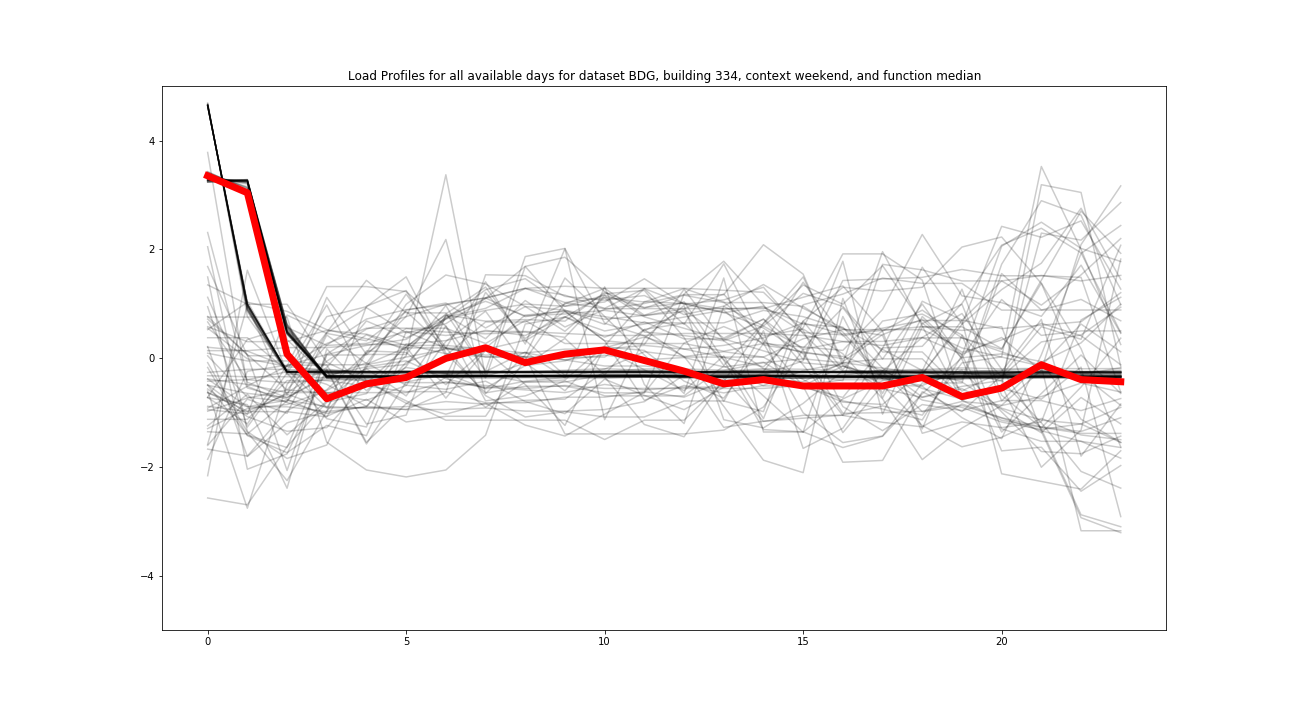 Load Profiles for all available days for dataset BDG, building 334, context weekend, and function median
4
2
0
−2
−4
0 5 10 15 20